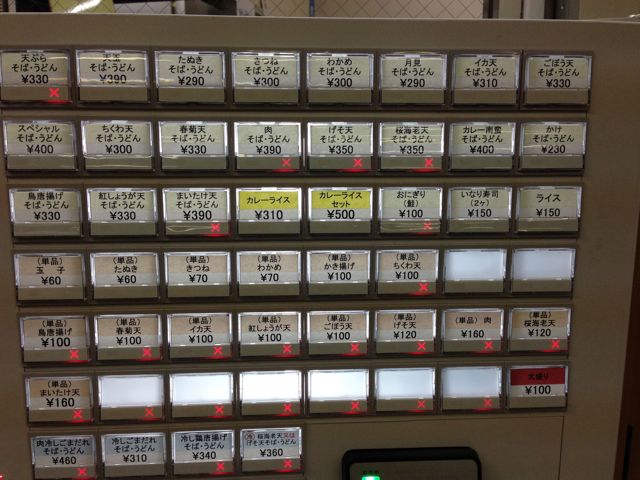 天ぷら
そば・うどん
¥330
天玉
そば・うどん
¥390
たぬき
そば・うどん
¥290
きつね
そば・うどん
¥300
わかめ
そば・うどん
¥300
月見
そば・うどん
¥290
イカ天
そば・うどん
¥310
ごぼう天
そば・うどん
¥330
スペシャル
そば・うどん
¥400
ちくわ天
そば・うどん
¥300
春菊天
そば・うどん
¥330
肉
そば・うどん
¥390
げそ天
そば・うどん
¥350
桜海老天
そば・うどん
¥350
カレー南蛮
そば・うどん
¥400
かけ
そば・うどん
¥230
鳥唐揚げ
そば・うどん
¥330
紅しょうが天
そば・うどん
¥330
まいたけ天
そば・うどん
¥390
カレーライス
¥310
カレーライス
セット
¥500
おにぎり
(鮭)
¥100
いなり寿司
(2ヶ)
¥150
ライス
¥150
(単品)
玉子
¥60
(単品)
たぬき
¥60
(単品)
きつね
¥70
(単品)
わかめ
¥70
(単品)
かき揚げ
¥100
(単品)
ちくわ天
¥100
(単品)
鳥唐揚げ
¥100
(単品)
春菊天
¥100
(単品)
イカ天
¥100
(単品)
紅しょうが天
¥100
(単品)
ごぼう天
¥100
(単品)
げそ天
¥120
(単品) 肉
¥160
(単品)
桜海老天
¥120
(単品)
まいたけ天
¥160
大盛り
¥100
肉冷しごまだれ
そば・うどん
¥460
冷しごまだれ
そば・うどん
¥310
冷し鶏唐揚げ
そば・うどん
¥340
冷 桜海老天又は
げそ天そば・うどん
¥360